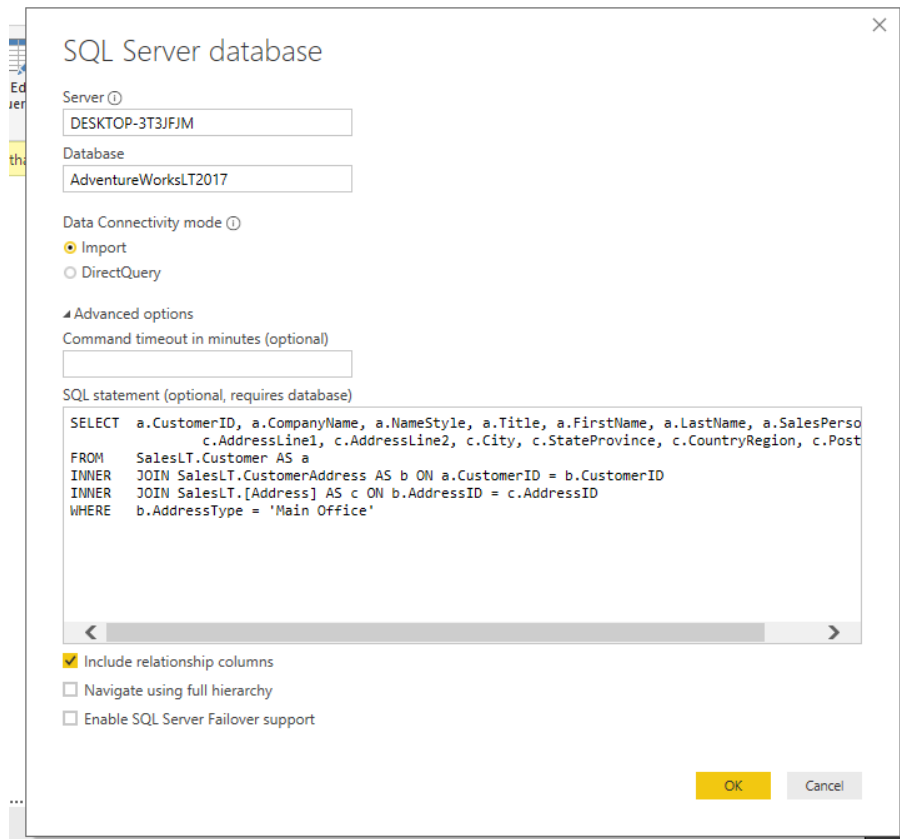 SQL Server database
Ed
Server
DESKTOP-3T3JFJM
Database
AdventureWorksLT2017
Data Connectivity mode
Import
DirectQuery
Advanced options
Command timeout in minutes (optional)
SQL statement (optional, requires database)
SELECT a.CustomerID, a.CompanyName, a.NameStyle, a.Title, a.FirstName, a.LastName, a.SalesPerso
c.AddressLine1, c.AddressLine2, c.City, c.StateProvince, c.CountryRegion, c.Post
FROM SalesLT.Customer AS a
INNER JOIN SalesLT.CustomerAddress AS b ON a.CustomerID = b.CustomerID
INNER JOIN SalesLT.[Address] AS c ON b.AddressID = c.AddressID
WHERE b.AddressType = 'Main Office'
Include relationship columns
Navigate using full hierarchy
Enable SQL Server Failover support
OK Cancel